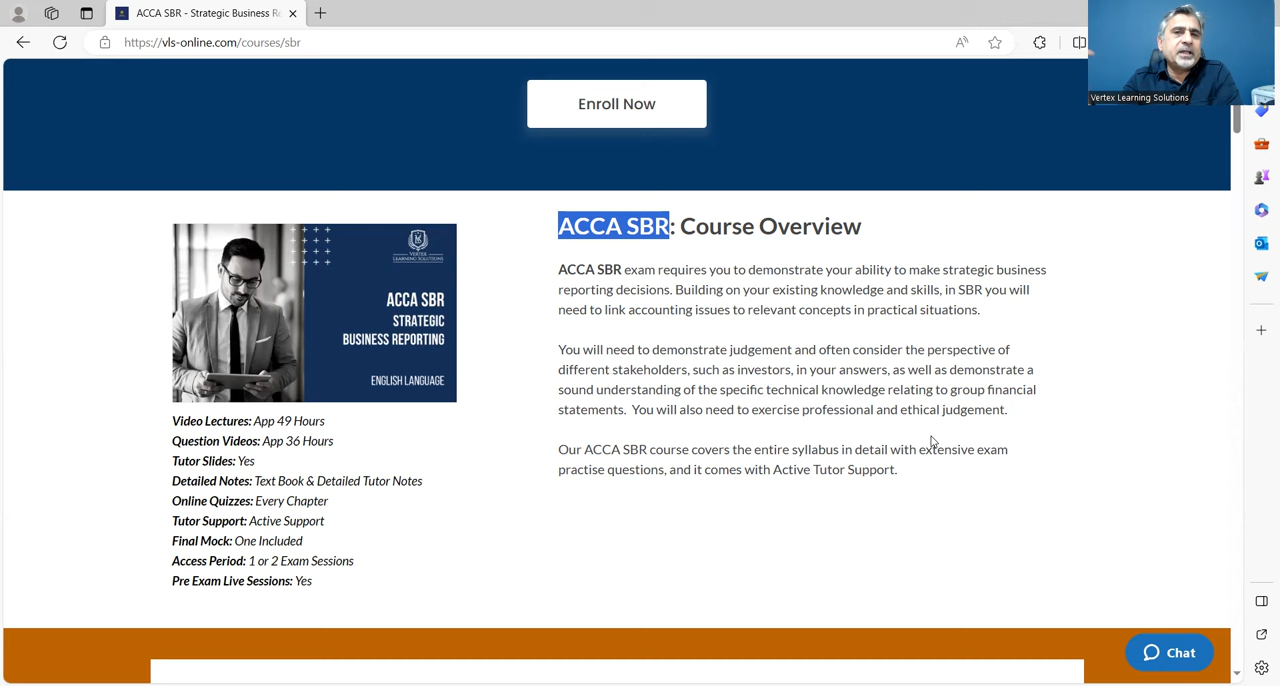 ACCA SBR - Strategic Business Re
https://vls-online.com/courses/sbr
Vertex Learning Solutions
Enroll Now
VERTEX
LEARNING SOLUTIONS
ACCA SBR
STRATEGIC
BUSINESS REPORTING
ENGLISH LANGUAGE
Video Lectures: App 49 Hours
Question Videos: App 36 Hours
Tutor Slides: Yes
Detailed Notes: Text Book & Detailed Tutor Notes
Online Quizzes: Every Chapter
Tutor Support: Active Support
Final Mock: One Included
Access Period: 1 or 2 Exam Sessions
Pre Exam Live Sessions: Yes
ACCA SBR: Course Overview
ACCA SBR exam requires you to demonstrate your ability to make strategic business
reporting decisions. Building on your existing knowledge and skills, in SBR you will
need to link accounting issues to relevant concepts in practical situations.
You will need to demonstrate judgement and often consider the perspective of
different stakeholders, such as investors, in your answers, as well as demonstrate a
sound understanding of the specific technical knowledge relating to group financial
statements. You will also need to exercise professional and ethical judgement.
Our ACCA SBR course covers the entire syllabus in detail with extensive exam
practise questions, and it comes with Active Tutor Support.
Chat